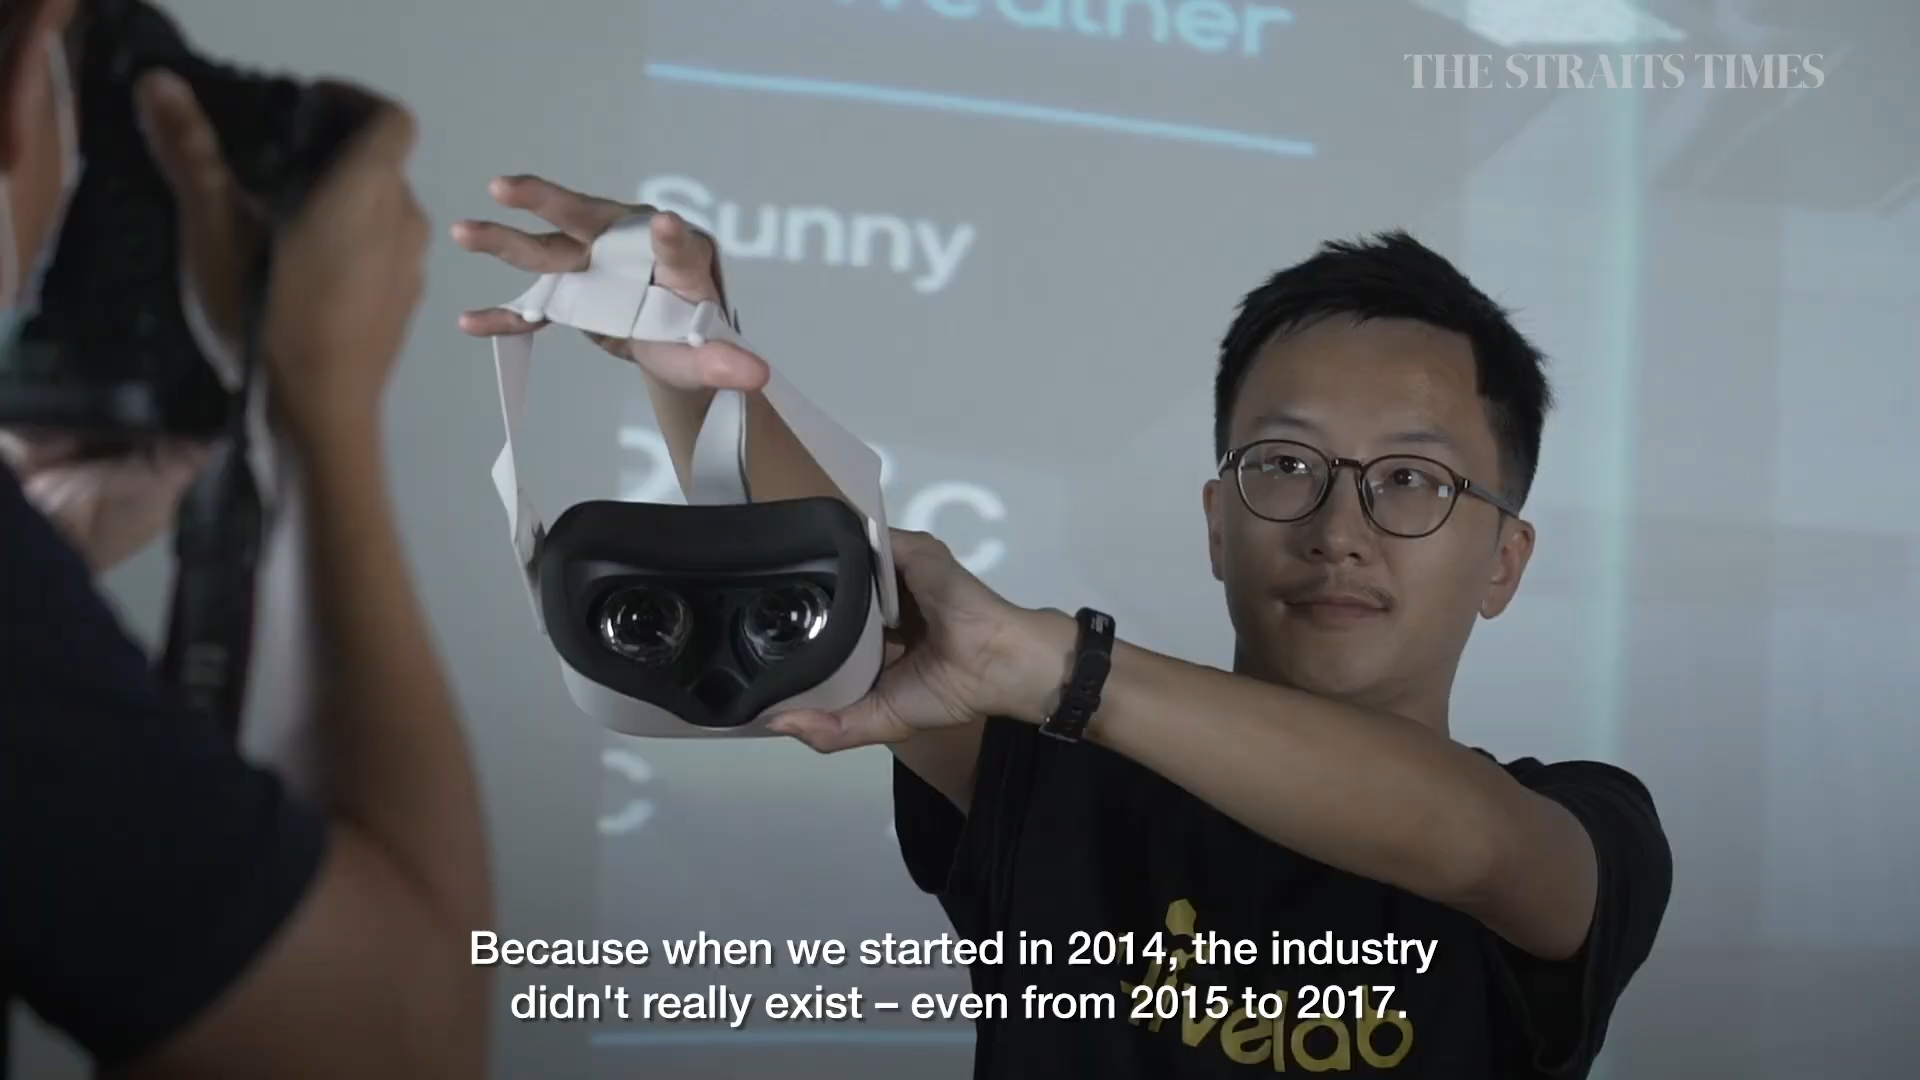 THE STRAITS TIMES
Sunny
Because when we started in 2014, the industry
didn't really exist – even from 2015 to 2017.